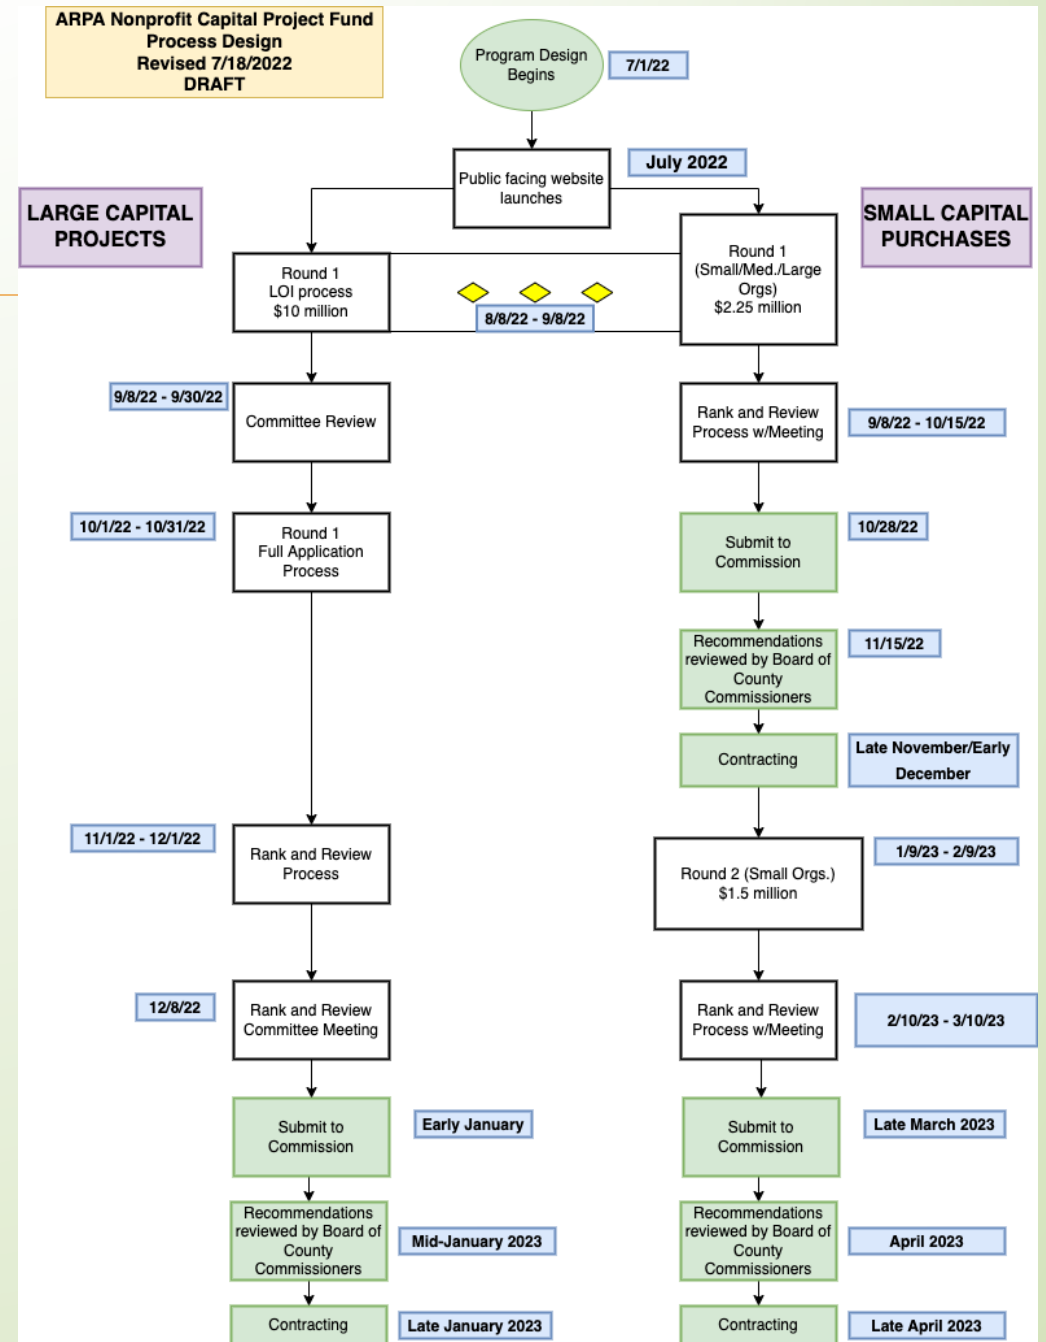 ARPA Nonprofit Capital Project Fund
Process Design
Revised 7/18/2022
DRAFT
Program Design
Begins
7/1/22
Public facing website
launches
July 2022
LARGE CAPITAL
PROJECTS
SMALL CAPITAL
PURCHASES
Round 1
LOI process
$10 million
8/8/22 - 9/8/22
Round 1
(Small/Med./Large
Orgs)
$2.25 million
9/8/22 - 9/30/22
Committee Review
Rank and Review
Process w/Meeting
9/8/22 - 10/15/22
10/1/22 - 10/31/22
Round 1
Full Application
Process
Submit to
Commission
10/28/22
Recommendations
reviewed by Board of
County
Commissioners
11/15/22
Contracting
Late November/Early
December
11/1/22 - 12/1/22
Rank and Review
Process
Round 2 (Small Orgs.)
$1.5 million
1/9/23 - 2/9/23
12/8/22
Rank and Review
Committee Meeting
Rank and Review
Process w/Meeting
2/10/23 - 3/10/23
Submit to
Commission
Early January
Submit to
Commission
Late March 2023
Recommendations
reviewed by Board of
County
Commissioners
Mid-January 2023
Recommendations
reviewed by Board of
County
Commissioners
April 2023
Contracting
Late January 2023
Contracting
Late April 2023